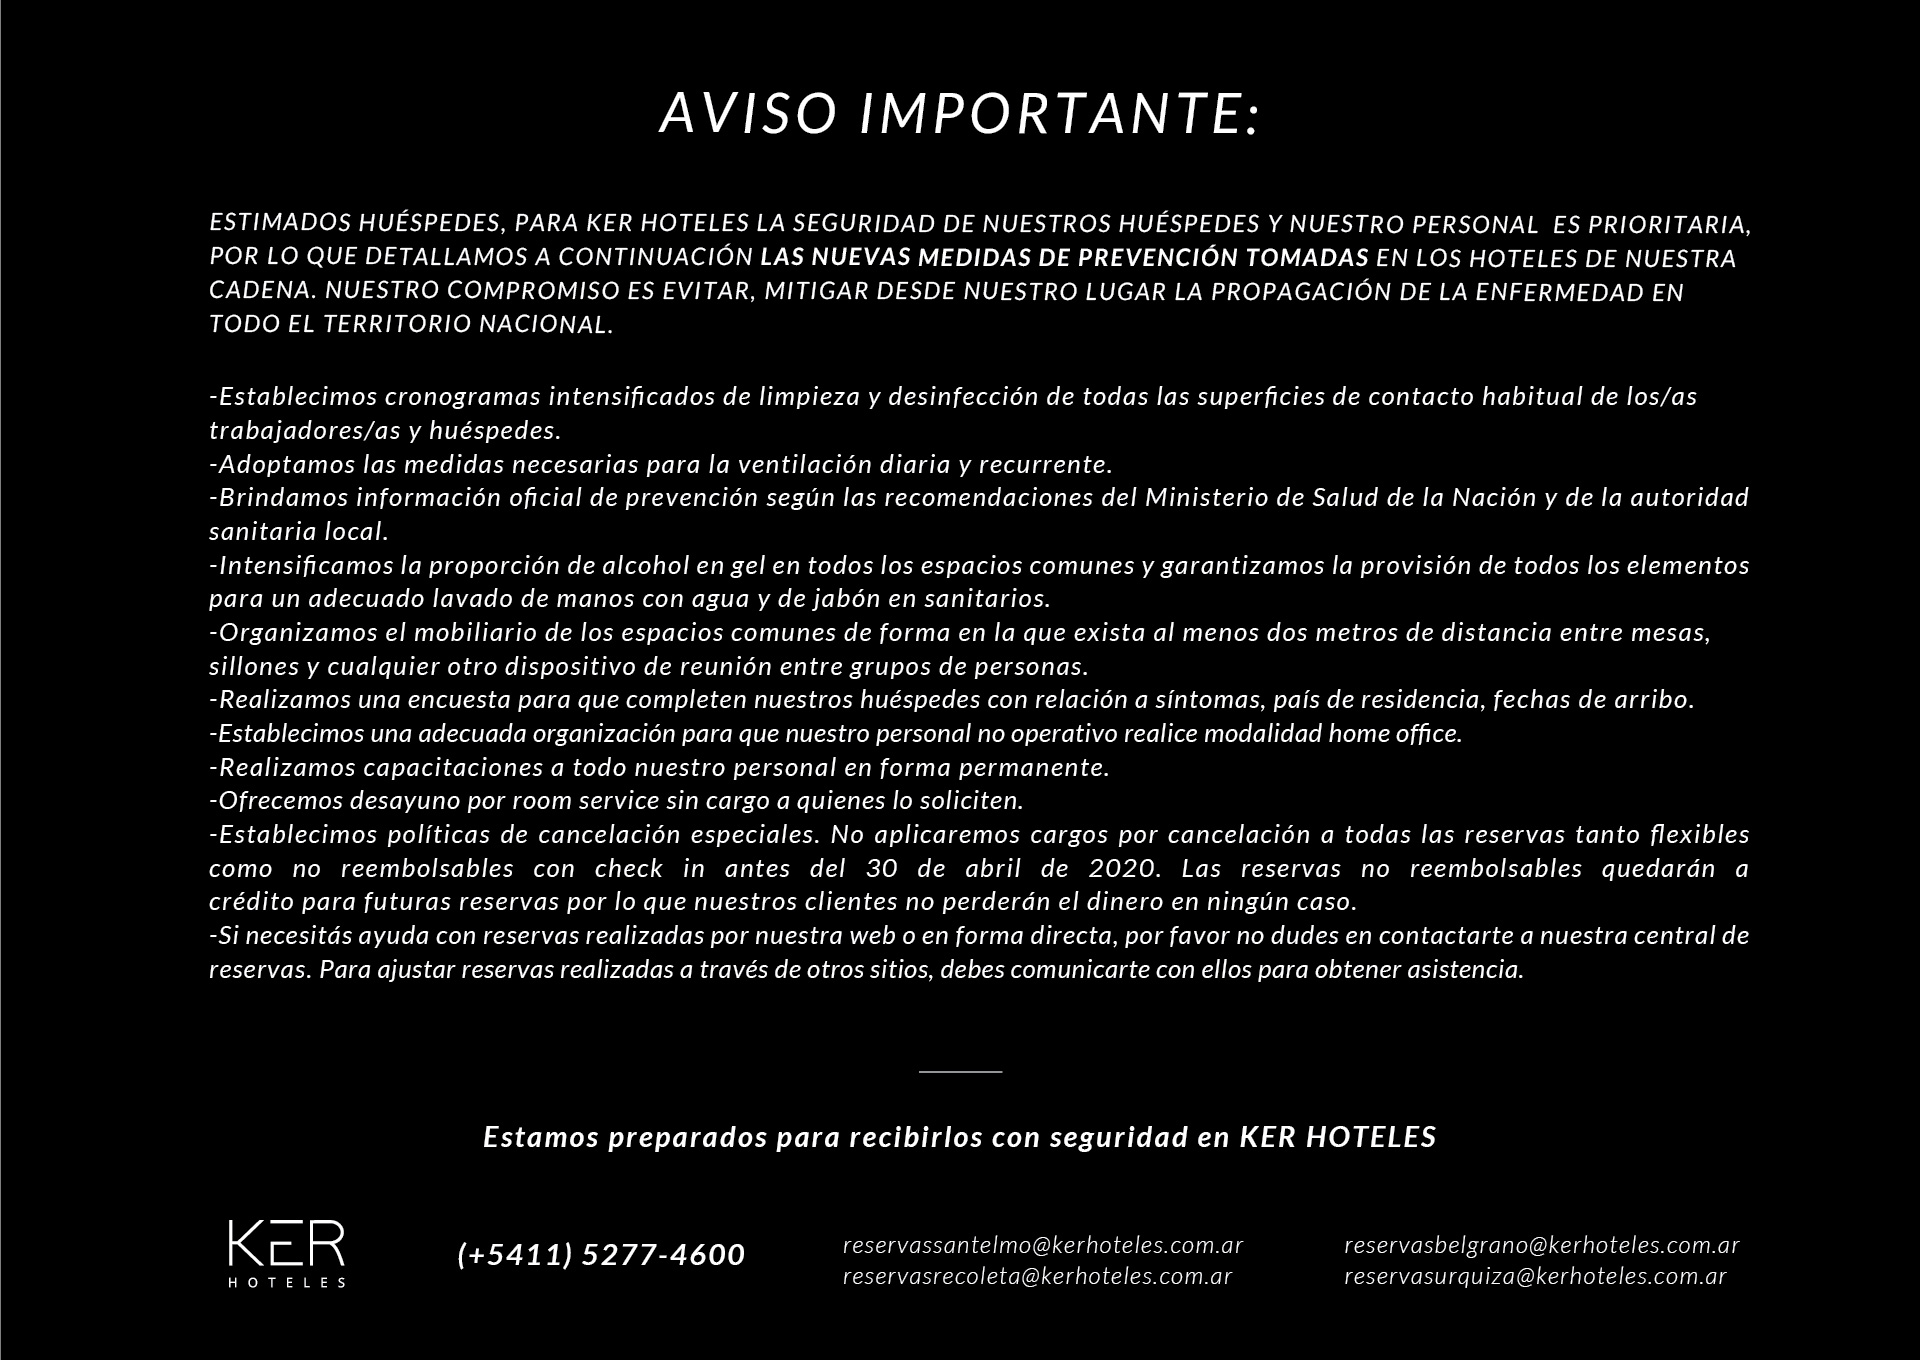 AVISO IMPORTANTE:
ESTIMADOS HUÉSPEDES, PARA KER HOTELES LA SEGURIDAD DE NUESTROS HUÉSPEDES Y NUESTRO PERSONAL ES PRIORITARIA,
POR LO QUE DETALLAMOS A CONTINUACIÓN LAS NUEVAS MEDIDAS DE PREVENCIÓN TOMADAS EN LOS HOTELES DE NUESTRA
CADENA. NUESTRO COMPROMISO ES EVITAR, MITIGAR DESDE NUESTRO LUGAR LA PROPAGACIÓN DE LA ENFERMEDAD EN
TODO EL TERRITORIO NACIONAL.
-Establecimos cronogramas intensificados de limpieza y desinfección de todas las superficies de contacto habitual de los/as
trabajadores/as y huéspedes.
-Adoptamos las medidas necesarias para la ventilación diaria y recurrente.
-Brindamos información oficial de prevención según las recomendaciones del Ministerio de Salud de la Nación y de la autoridad
sanitaria local.
-Intensificamos la proporción de alcohol en gel en todos los espacios comunes y garantizamos la provisión de todos los elementos
para un adecuado lavado de manos con agua y de jabón en sanitarios.
-Organizamos el mobiliario de los espacios comunes de forma en la que exista al menos dos metros de distancia entre mesas,
sillones y cualquier otro dispositivo de reunión entre grupos de personas.
-Realizamos una encuesta para que completen nuestros huéspedes con relación a síntomas, país de residencia, fechas de arribo.
-Establecimos una adecuada organización para que nuestro personal no operativo realice modalidad home office.
-Realizamos capacitaciones a todo nuestro personal en forma permanente.
-Ofrecemos desayuno por room service sin cargo a quienes lo soliciten.
-Establecimos políticas de cancelación especiales. No aplicaremos cargos por cancelación a todas las reservas tanto flexibles
como no reembolsables con check in antes del 30 de abril de 2020. Las reservas no reembolsables quedarán a
crédito para futuras reservas por lo que nuestros clientes no perderán el dinero en ningún caso.
-Si necesitás ayuda con reservas realizadas por nuestra web o en forma directa, por favor no dudes en contactarte a nuestra central de
reservas. Para ajustar reservas realizadas a través de otros sitios, debes comunicarte con ellos para obtener asistencia.
Estamos preparados para recibirlos con seguridad en KER HOTELES
KER
HOTELES
(+5411) 5277-4600
reservassantelmo@kerhoteles.com.ar
reservasrecoleta@kerhoteles.com.ar
reservasbelgrano@kerhoteles.com.ar
reservasurquiza@kerhoteles.com.ar